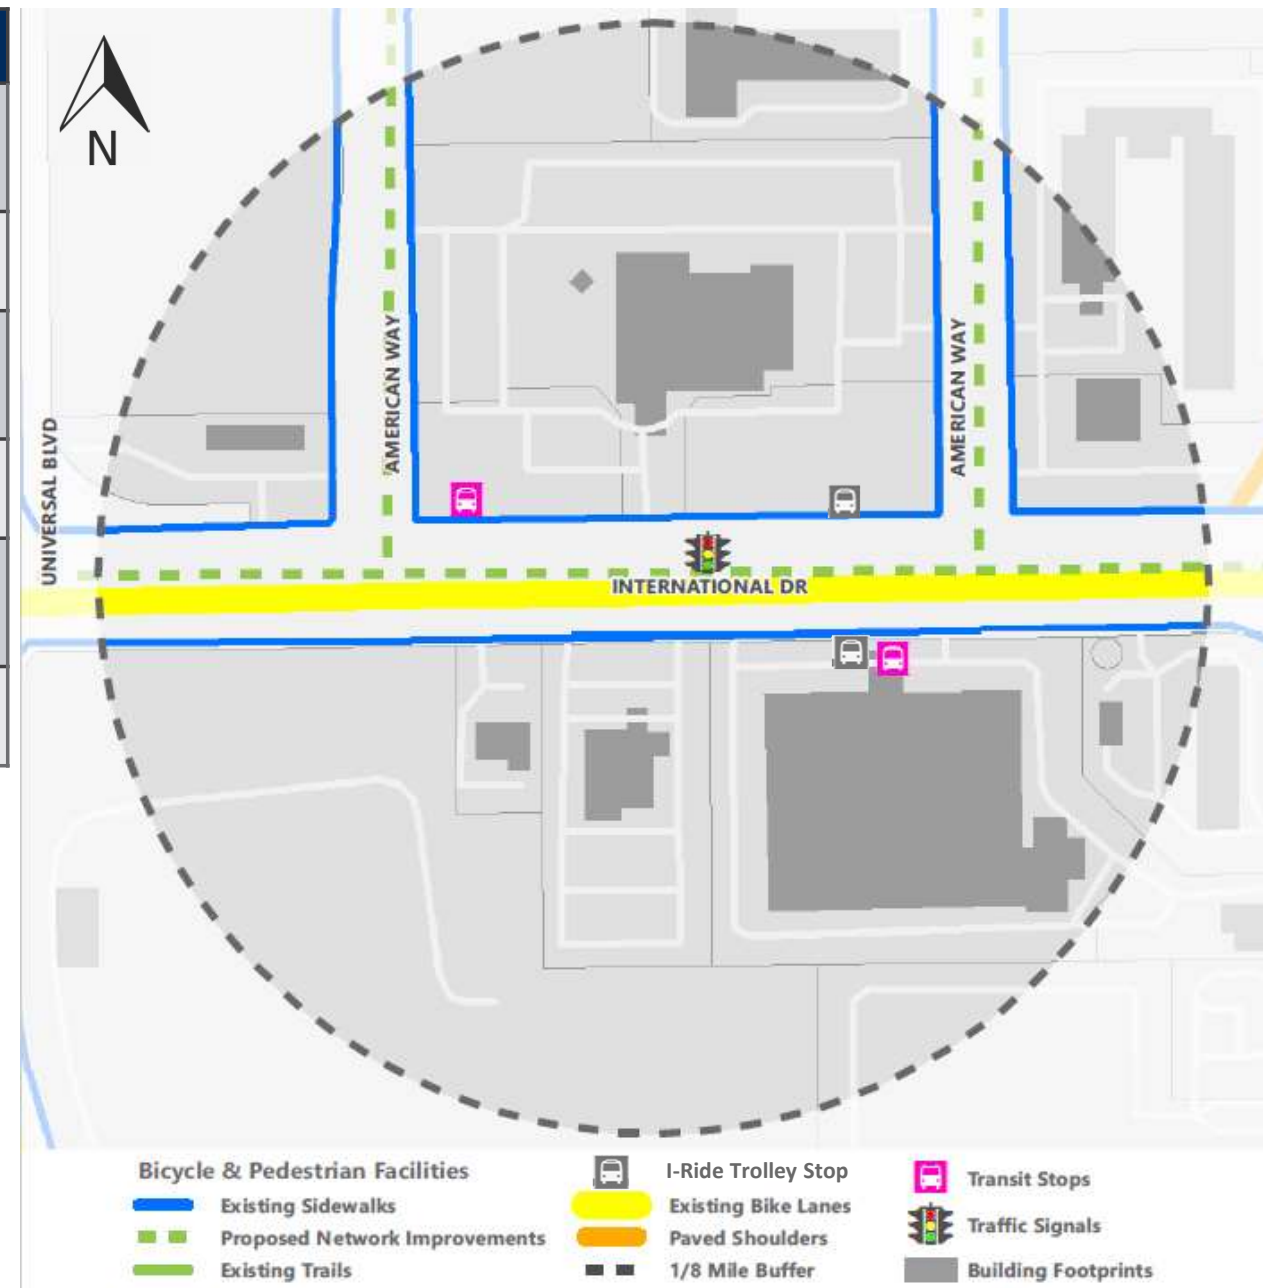 N
AMERICAN WAY
AMERICAN WAY
UNIVERSAL BLVD
INTERNATIONAL DR
Bicycle & Pedestrian Facilities
Existing Sidewalks
Proposed Network Improvements
Existing Trails
I-Ride Trolley Stop
Existing Bike Lanes
Paved Shoulders
1/8 Mile Buffer
Transit Stops
Traffic Signals
Building Footprints